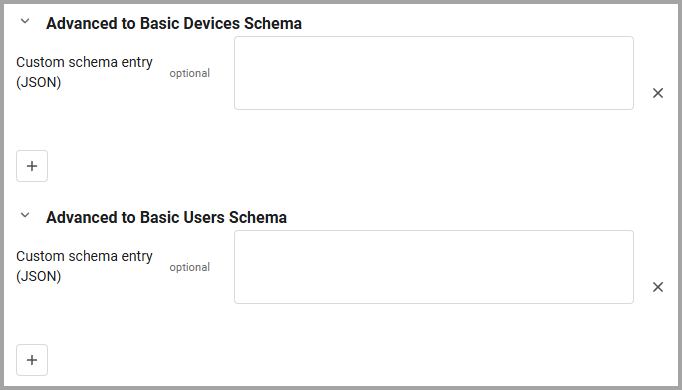 Advanced to Basic Devices Schema
Custom schema entry
(JSON)
optional
Advanced to Basic Users Schema
Custom schema entry
(JSON)
optional